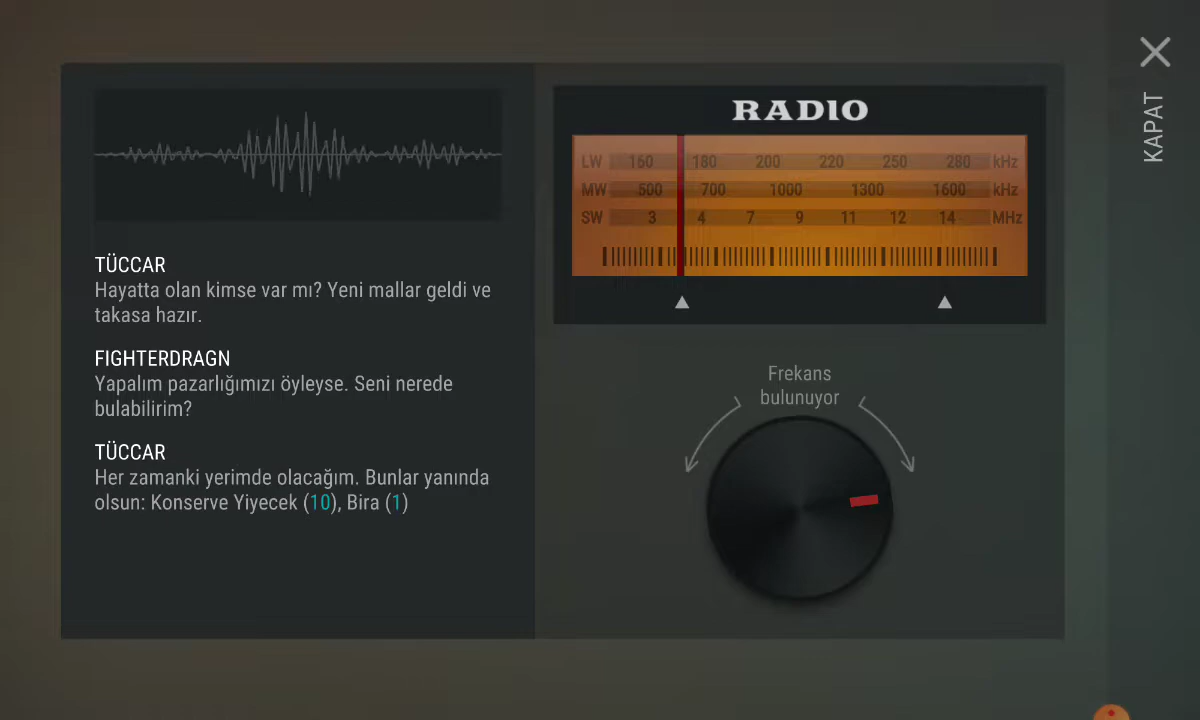 KAPAT
TÜCCAR
Hayatta olan kimse var mı? Yeni mallar geldi ve
takasa hazır.
FIGHTERDRAGN
Yapalım pazarlığımızı öyleyse. Seni nerede
bulabilirim?
TÜCCAR
Her zamanki yerimde olacağım. Bunlar yanında
olsun: Konserve Yiyecek (10), Bira (1)
RADIO
LW 160 180 200 220 250 280 kHz
MW 500 700 1000 1300 1600 kHz
SW 3 4 7 9 11 12 14 MHz
Frekans
bulunuyor